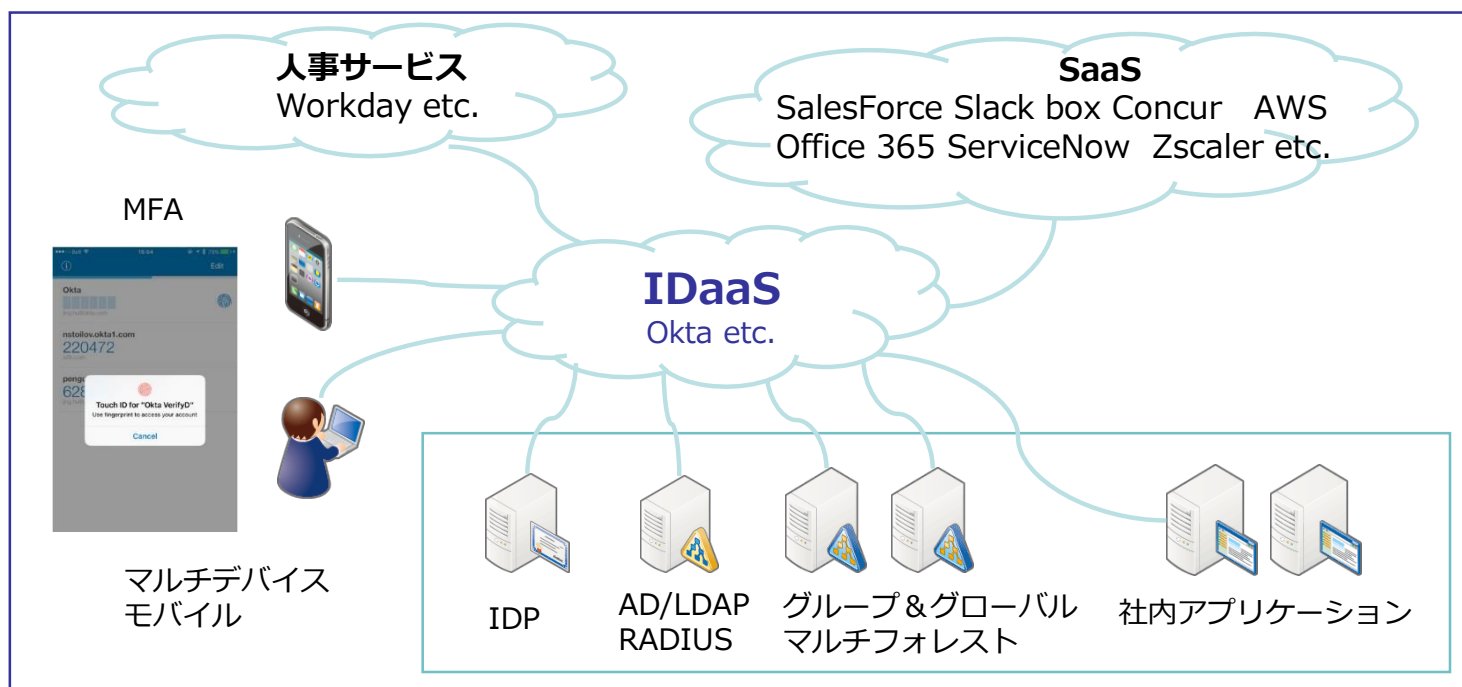 人事サービス
Workday etc.
SaaS
SalesForce Slack box Concur AWS
Office 365 ServiceNow Zscaler etc.
MFA
Edit
Okta
nstoilov.okta1.com
220472
628
Touch ID for "Okta VerifyD"
Use fingerprint to access your account
Cancel
IDaaS
Okta etc.
マルチデバイス
モバイル
IDP
AD/LDAP
RADIUS
グループ＆グローバル
マルチフォレスト
社内アプリケーション